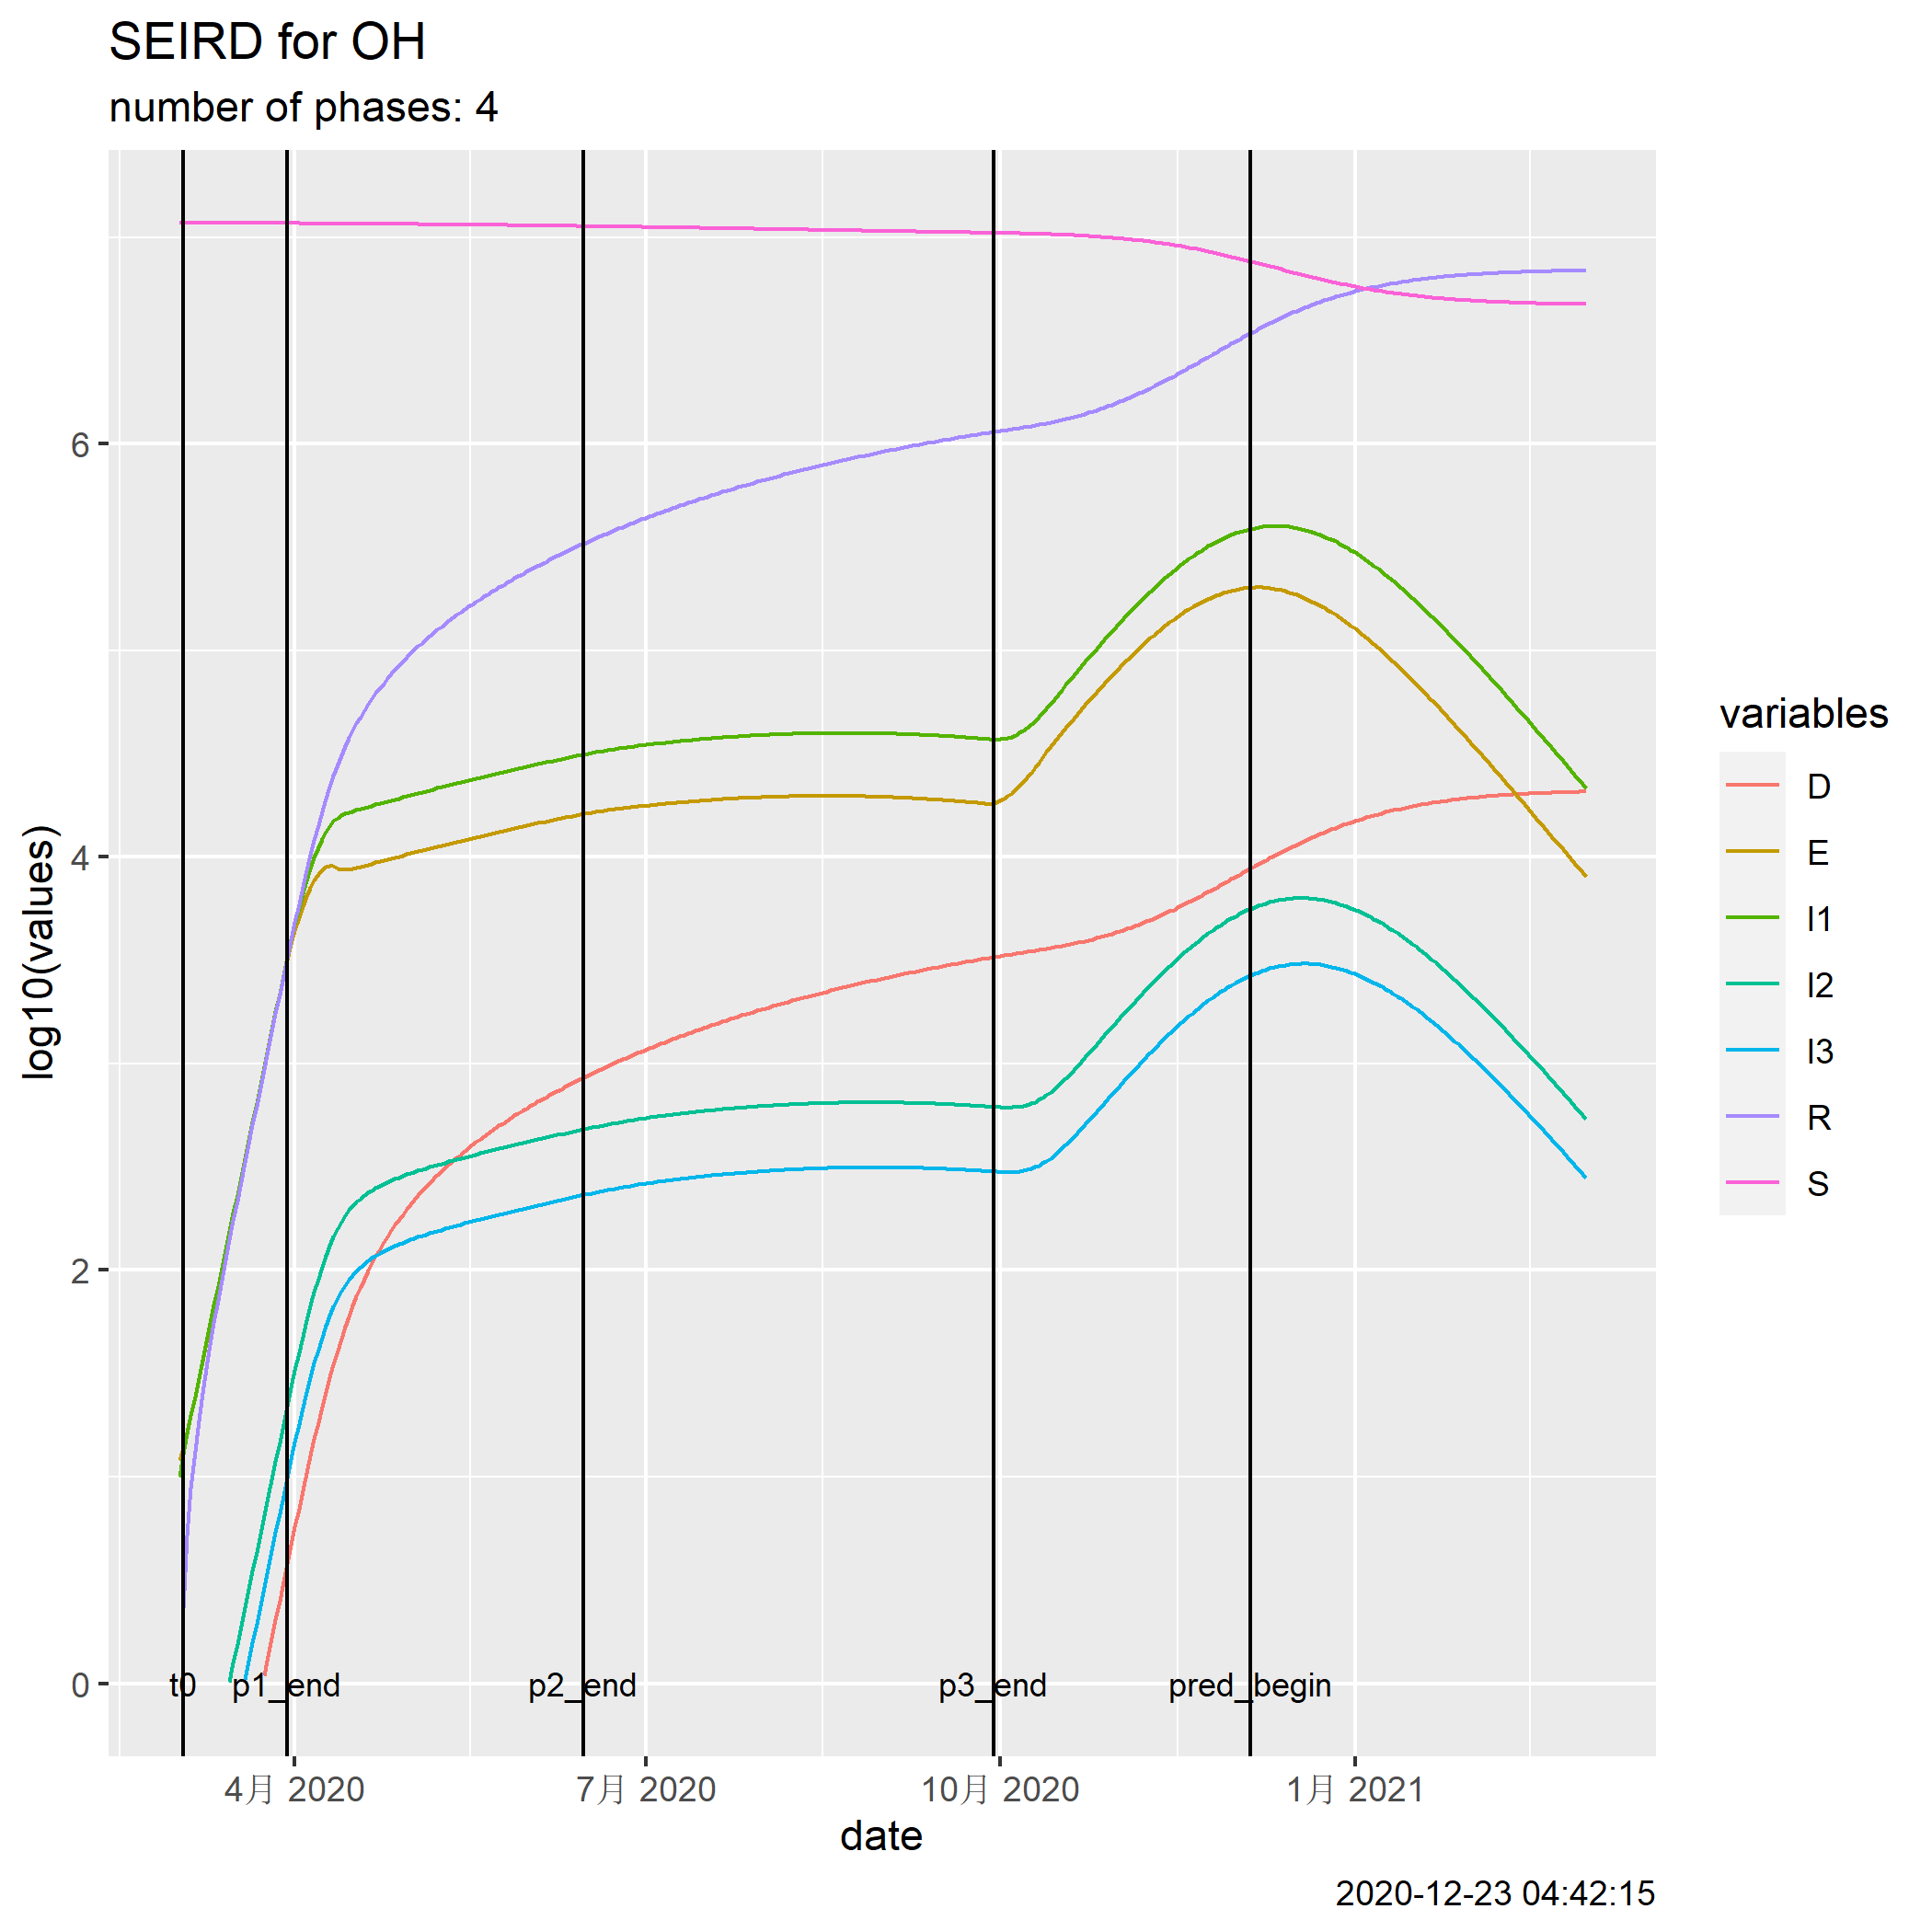 SEIRD for OH
number of phases: 4
log10(values)
6
4
2
0
t0
p1_end
p2_end
p3_end
pred_begin
4月 2020
7月 2020
10月 2020
1月 2021
date
variables
D
E
I1
I2
I3
R
S
2020-12-23 04:42:15